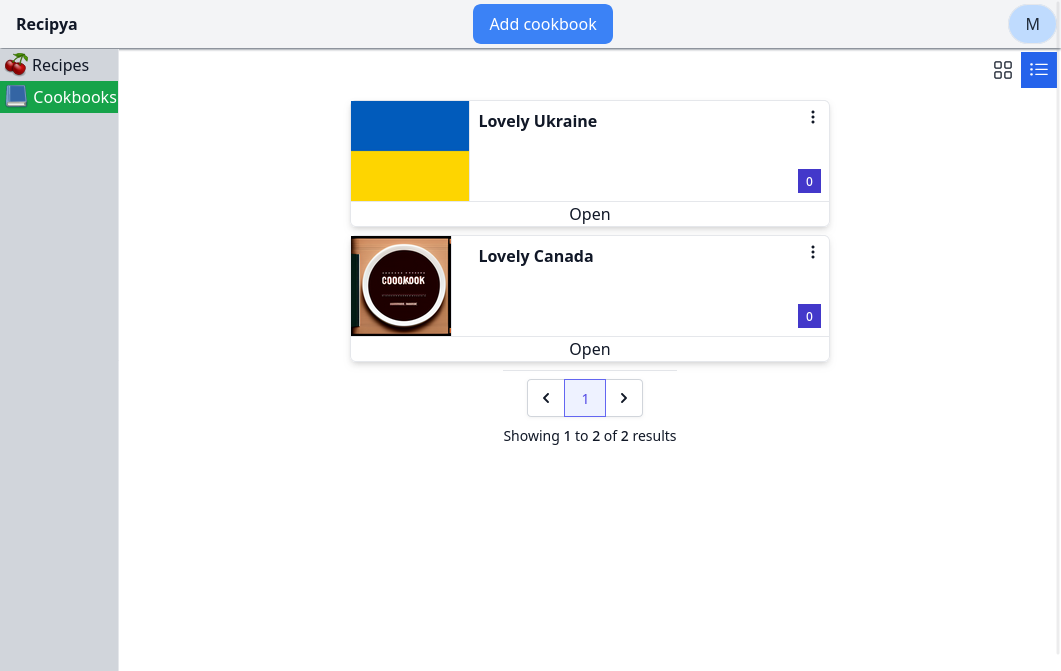 Recipya
Add cookbook
M
Recipes
Cookbooks
Lovely Ukraine
0
Open
COOOKOOK
Lovely Canada
0
Open
1
Showing 1 to 2 of 2 results